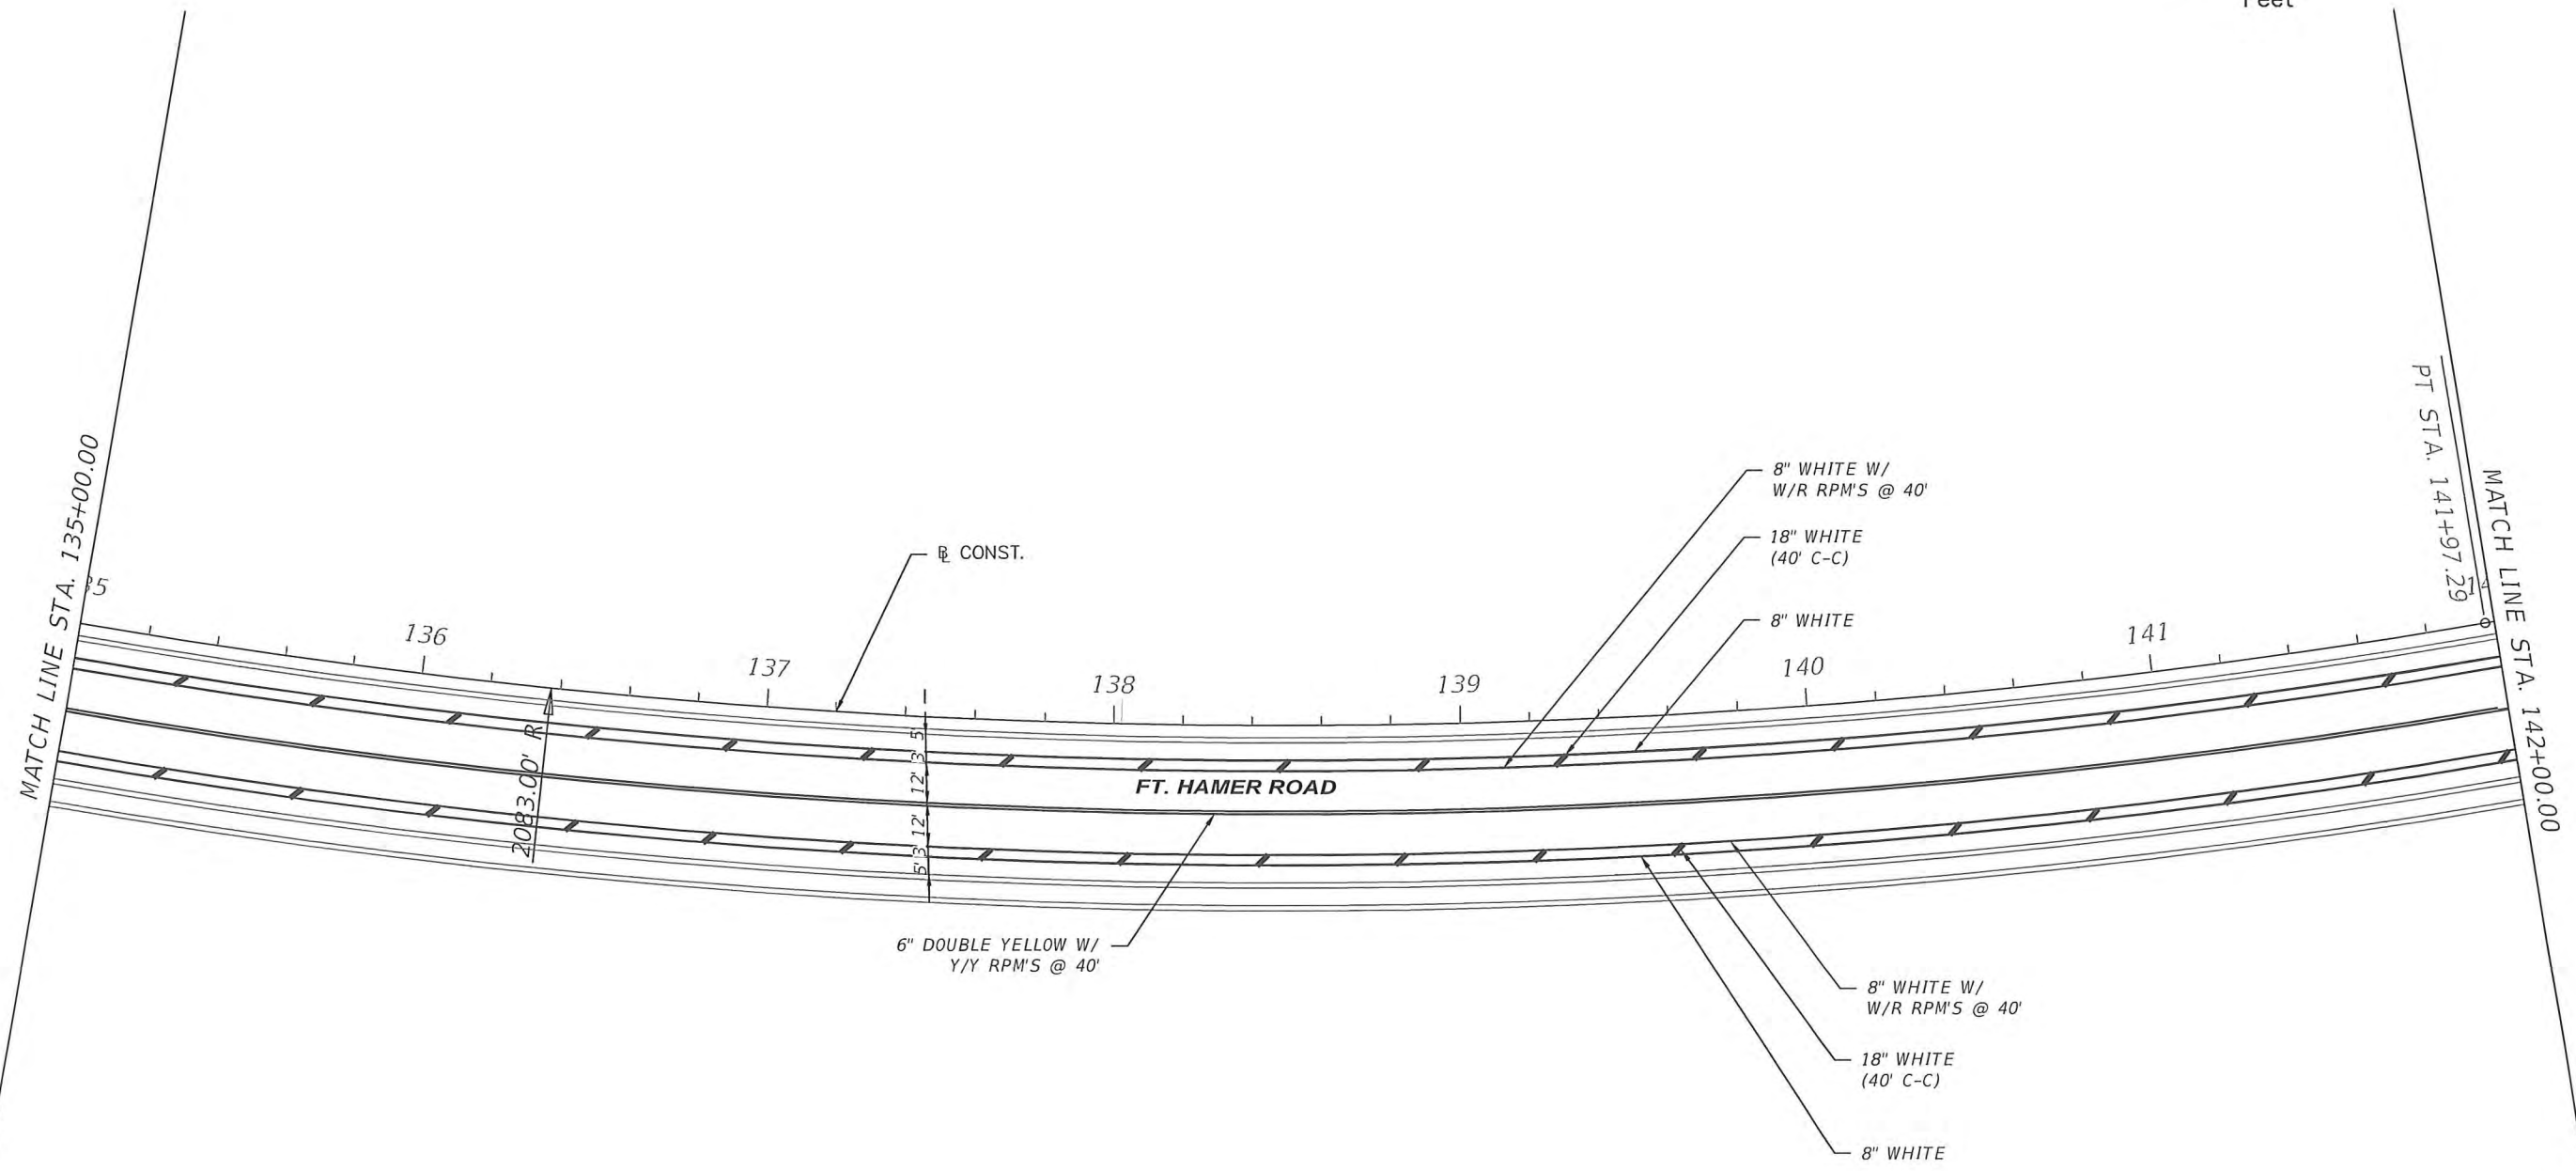 Feet
MATCH LINE STA. 135+00.00
MATCH LINE STA. 142+00.00
PT STA. 141+97.29
8" WHITE W/
W/R RPM'S @ 40'
18" WHITE
(40' C-C)
8" WHITE
℄ CONST.
35
136
137
138
139
140
141
14
2083.00' R
5'
3'
12'
12'
3'
5'
FT. HAMER ROAD
6" DOUBLE YELLOW W/
Y/Y RPM'S @ 40'
8" WHITE W/
W/R RPM'S @ 40'
18" WHITE
(40' C-C)
8" WHITE